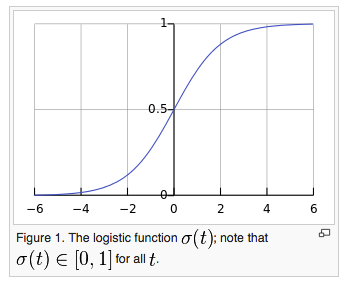 1
0.5
0
−6 −4 −2 0 2 4 6
Figure 1. The logistic function σ(t); note that
σ(t) ∈ [0, 1] for all t.